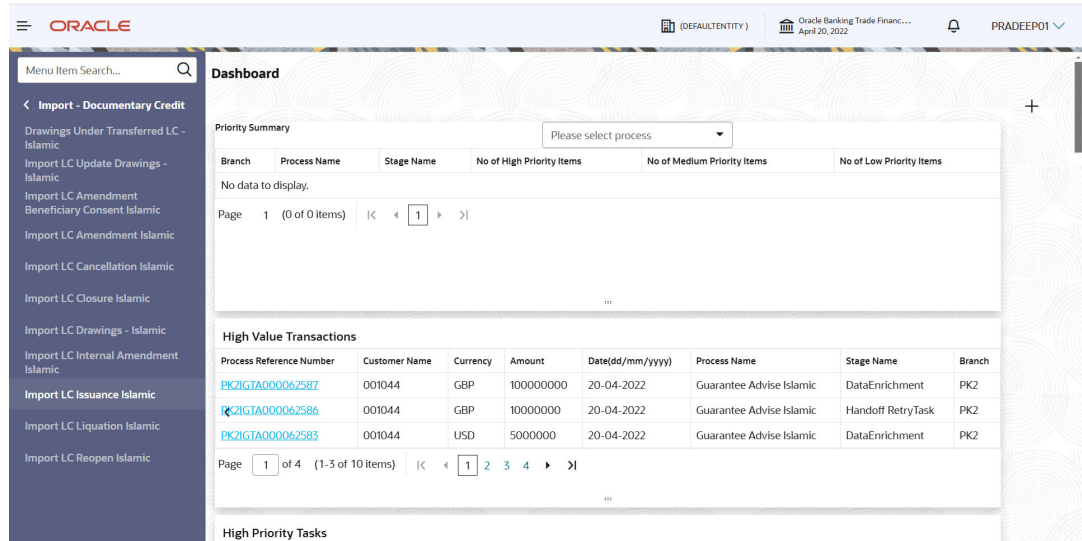 ORACLE
(DEFAULTENTITY )
Oracle Banking Trade Financ...
April 20, 2022
PRADEEP01
Menu Item Search...
Import - Documentary Credit
Drawings Under Transferred LC -
Islamic
Import LC Update Drawings -
Islamic
Import LC Amendment
Beneficiary Consent Islamic
Import LC Amendment Islamic
Import LC Cancellation Islamic
Import LC Closure Islamic
Import LC Drawings - Islamic
Import LC Internal Amendment
Islamic
Import LC Issuance Islamic
Import LC Liquation Islamic
Import LC Reopen Islamic
Dashboard
Priority Summary
Please select process
Branch Process Name Stage Name No of High Priority Items No of Medium Priority Items No of Low Priority Items
No data to display.
Page 1 (0 of 0 items) 1
High Value Transactions
Process Reference Number Customer Name Currency Amount Date(dd/mm/yyyy) Process Name Stage Name Branch
PK2IGTA000062587 001044 GBP 100000000 20-04-2022 Guarantee Advise Islamic DataEnrichment PK2
PK2IGTA000062586 001044 GBP 10000000 20-04-2022 Guarantee Advise Islamic Handoff RetryTask PK2
PK2IGTA000062583 001044 USD 5000000 20-04-2022 Guarantee Advise Islamic DataEnrichment PK2
Page 1 of 4 (1-3 of 10 items) 1 2 3 4
High Priority Tasks